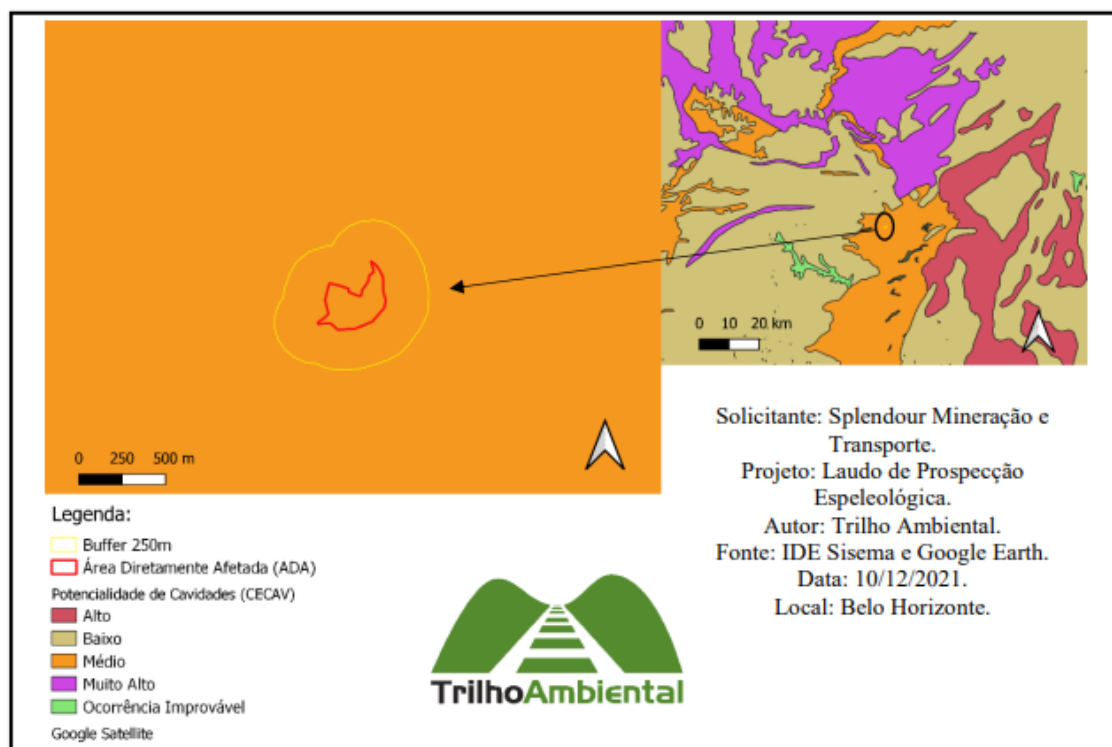 0 10 20 km
0 250 500 m
Solicitante: Splendour Mineração e
Transporte.
Projeto: Laudo de Prospecção
Espeleológica.
Autor: Trilho Ambiental.
Fonte: IDE Sisema e Google Earth.
Data: 10/12/2021.
Local: Belo Horizonte.
Legenda:
Buffer 250m
Área Diretamente Afetada (ADA)
Potencialidade de Cavidades (CECAV)
Alto
Baixo
Médio
Muito Alto
Ocorrência Improvável
Google Satellite
TrilhoAmbiental